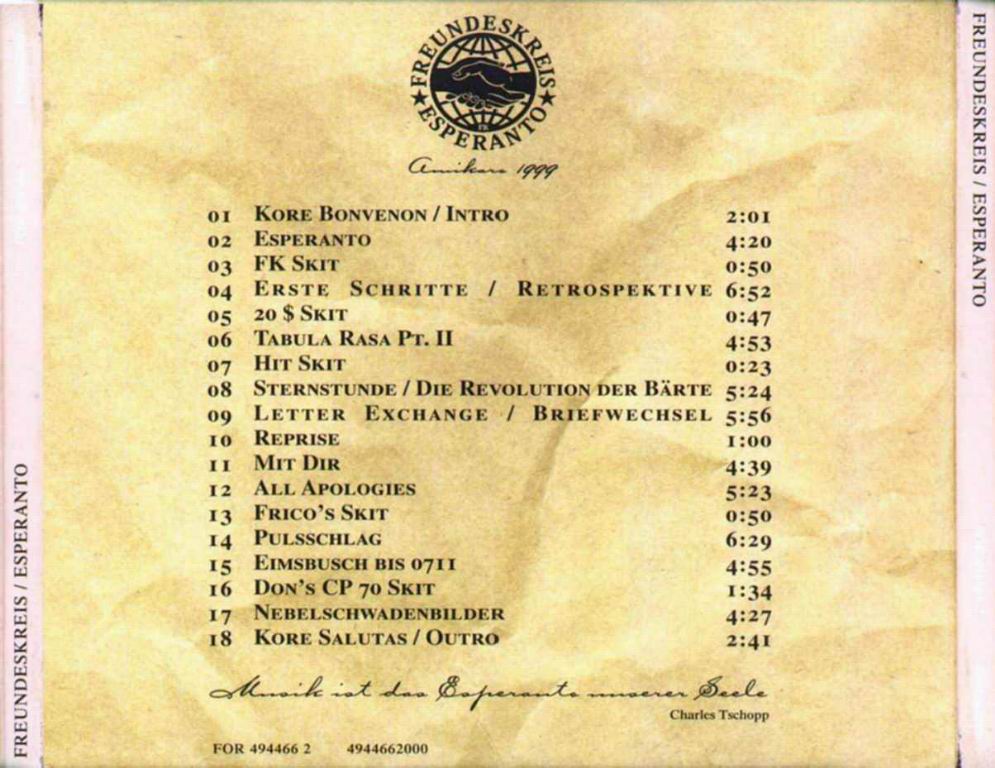 FREUNDESKREIS
★ ESPERANTO ★
FK
Amikaro 1999
01 KORE BONVENON / INTRO 2:01
02 ESPERANTO 4:20
03 FK SKIT 0:50
04 ERSTE SCHRITTE / RETROSPEKTIVE 6:52
05 20 $ SKIT 0:47
06 TABULA RASA PT. II 4:53
07 HIT SKIT 0:23
08 STERNSTUNDE / DIE REVOLUTION DER BÄRTE 5:24
09 LETTER EXCHANGE / BRIEFWECHSEL 5:56
10 REPRISE 1:00
11 MIT DIR 4:39
12 ALL APOLOGIES 5:23
13 FRICO'S SKIT 0:50
14 PULSSCHLAG 6:29
15 EIMSBUSCH BIS 0711 4:55
16 DON'S CP 70 SKIT 1:34
17 NEBELSCHWADENBILDER 4:27
18 KORE SALUTAS / OUTRO 2:41
Musik ist das Esperanto unserer Seele
Charles Tschopp
FOR 494466 2 4944662000
FREUNDESKREIS / ESPERANTO
FREUNDESKREIS / ESPERANTO